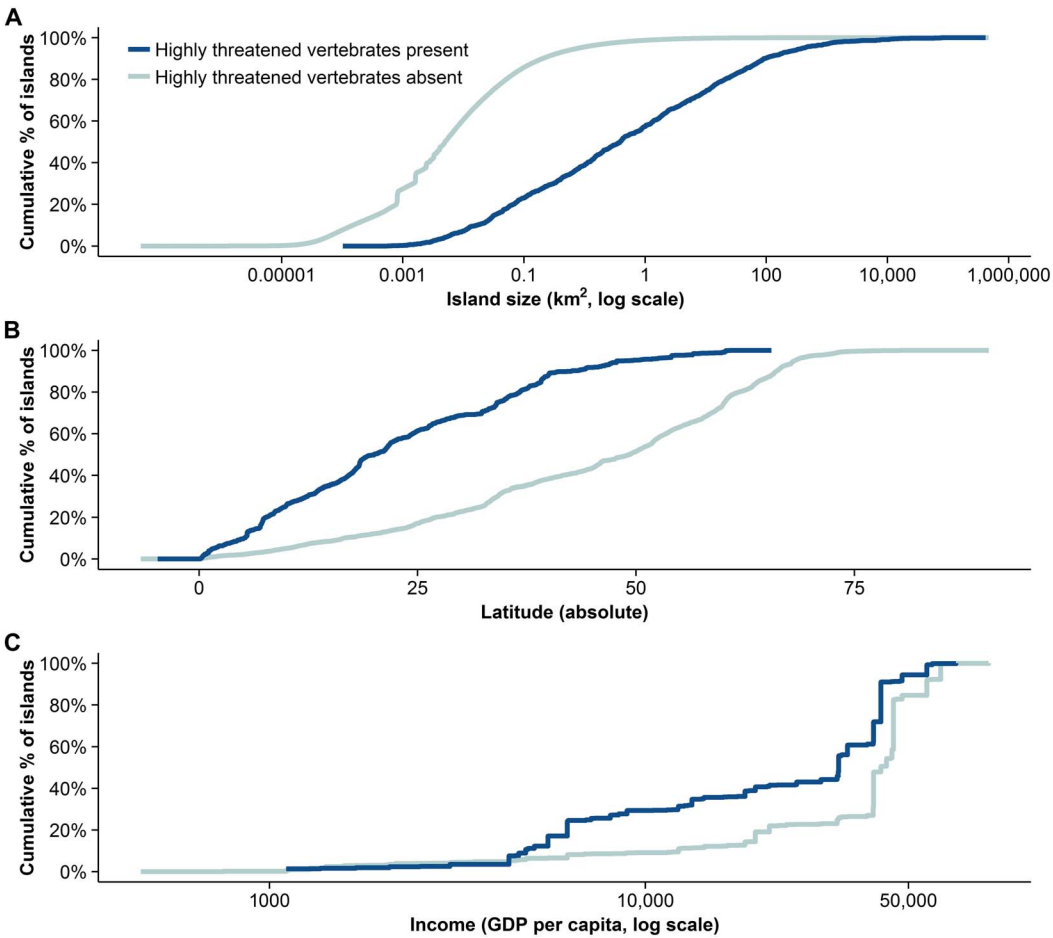 A
Cumulative % of islands
100%
80%
60%
40%
20%
0%
Highly threatened vertebrates present
Highly threatened vertebrates absent
0.00001 0.001 0.1 1 100 10,000 1,000,000
Island size (km², log scale)
B
Cumulative % of islands
100%
80%
60%
40%
20%
0%
0 25 50 75
Latitude (absolute)
C
Cumulative % of islands
100%
80%
60%
40%
20%
0%
1000 10,000 50,000
Income (GDP per capita, log scale)